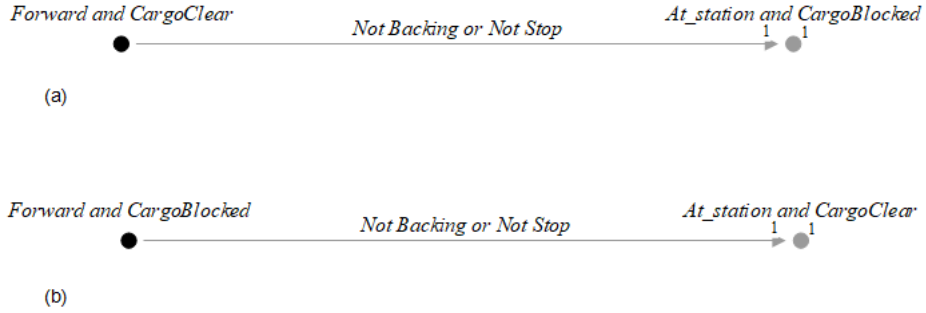 Forward and CargoClear
At_station and CargoBlocked
Not Backing or Not Stop
1
1
(a)
Forward and CargoBlocked
At_station and CargoClear
Not Backing or Not Stop
1
1
(b)